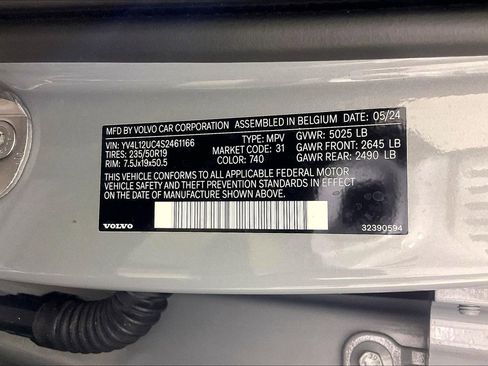 MFD BY VOLVO CAR CORPORATION ASSEMBLED IN BELGIUM DATE: 05/24
VIN: YV4L12UC4S2461166 TYPE: MPV GVWR: 5025 LB
TIRES: 235/50R19 MARKET CODE: 31 GAWR FRONT: 2645 LB
RIM: 7.5Jx19x50.5 COLOR: 740 GAWR REAR: 2490 LB
THIS VEHICLE CONFORMS TO ALL APPLICABLE FEDERAL MOTOR
VEHICLE SAFETY AND THEFT PREVENTION STANDARDS IN EFFECT
ON THE DATE OF MANUFACTURE SHOWN ABOVE.
VOLVO 32390594